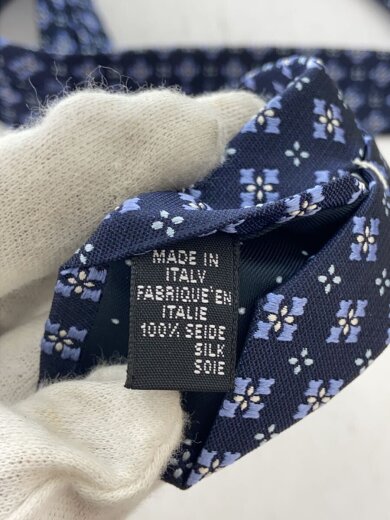 MADE IN
ITALY
FABRIQUE EN
ITALIE
100% SEIDE
SILK
SOIE